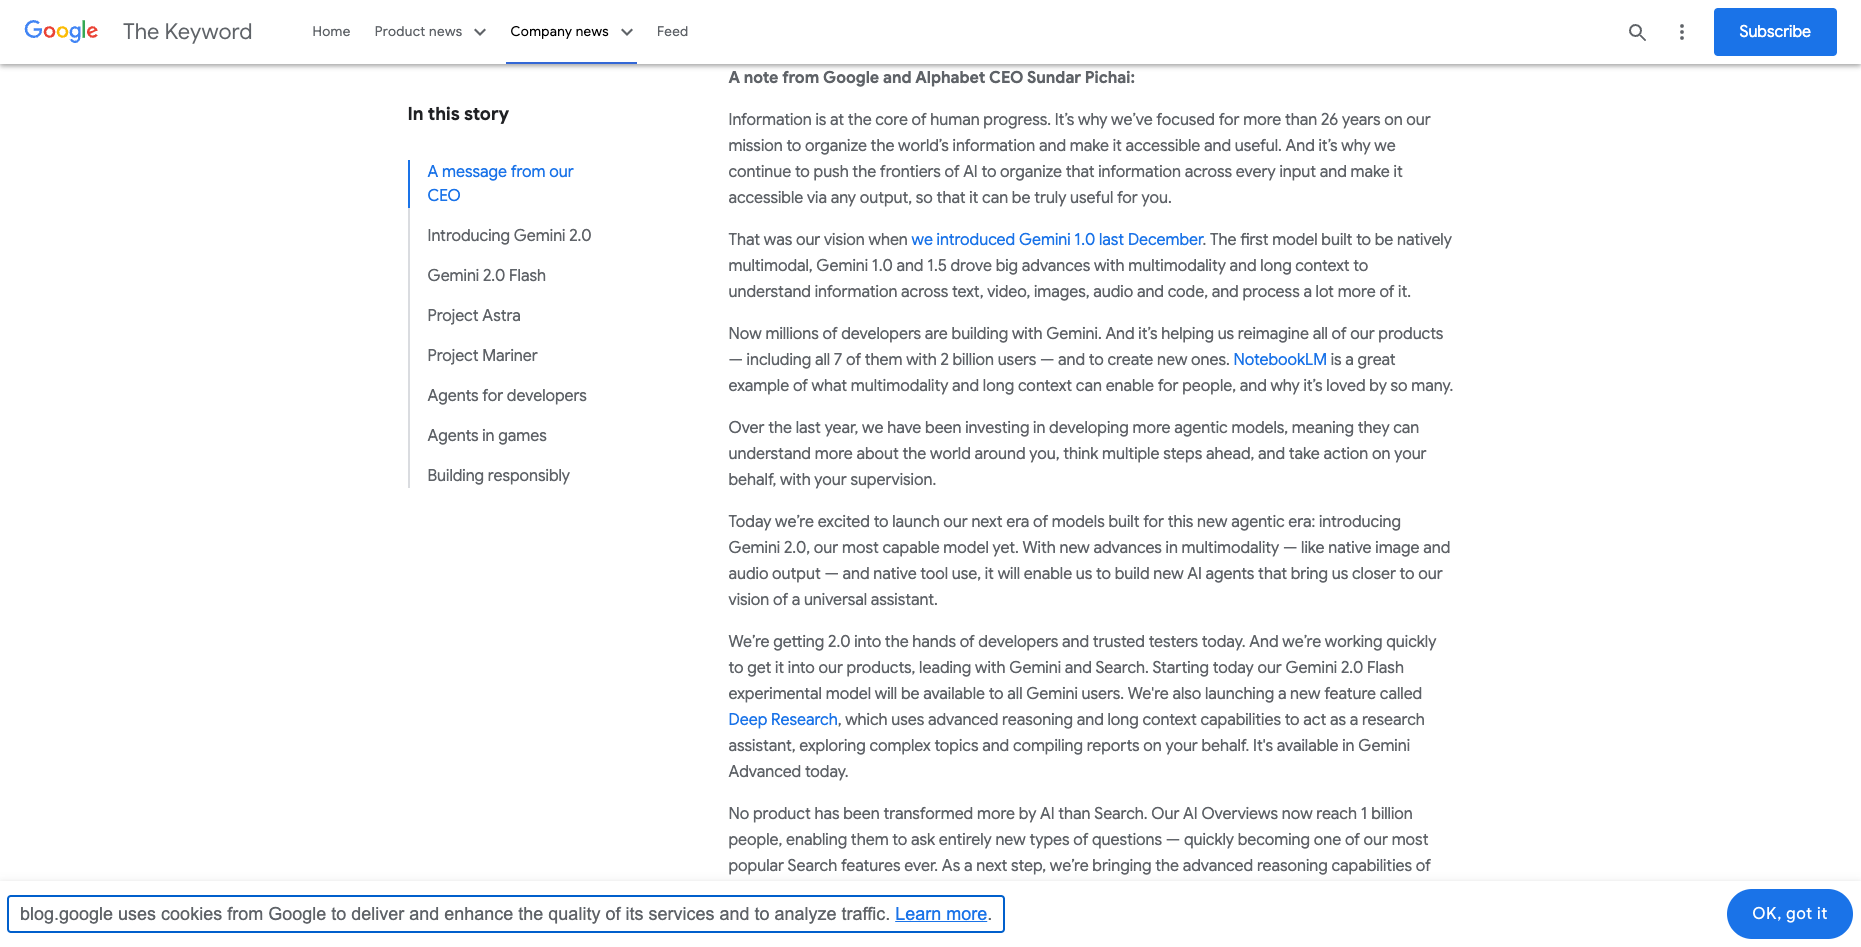 Google The Keyword Home Product news Company news Feed Subscribe
In this story
A message from our
CEO
Introducing Gemini 2.0
Gemini 2.0 Flash
Project Astra
Project Mariner
Agents for developers
Agents in games
Building responsibly
A note from Google and Alphabet CEO Sundar Pichai:
Information is at the core of human progress. It’s why we’ve focused for more than 26 years on our
mission to organize the world’s information and make it accessible and useful. And it’s why we
continue to push the frontiers of AI to organize that information across every input and make it
accessible via any output, so that it can be truly useful for you.
That was our vision when we introduced Gemini 1.0 last December. The first model built to be natively
multimodal, Gemini 1.0 and 1.5 drove big advances with multimodality and long context to
understand information across text, video, images, audio and code, and process a lot more of it.
Now millions of developers are building with Gemini. And it’s helping us reimagine all of our products
— including all 7 of them with 2 billion users — and to create new ones. NotebookLM is a great
example of what multimodality and long context can enable for people, and why it’s loved by so many.
Over the last year, we have been investing in developing more agentic models, meaning they can
understand more about the world around you, think multiple steps ahead, and take action on your
behalf, with your supervision.
Today we’re excited to launch our next era of models built for this new agentic era: introducing
Gemini 2.0, our most capable model yet. With new advances in multimodality — like native image and
audio output — and native tool use, it will enable us to build new AI agents that bring us closer to our
vision of a universal assistant.
We’re getting 2.0 into the hands of developers and trusted testers today. And we’re working quickly
to get it into our products, leading with Gemini and Search. Starting today our Gemini 2.0 Flash
experimental model will be available to all Gemini users. We're also launching a new feature called
Deep Research, which uses advanced reasoning and long context capabilities to act as a research
assistant, exploring complex topics and compiling reports on your behalf. It's available in Gemini
Advanced today.
No product has been transformed more by AI than Search. Our AI Overviews now reach 1 billion
people, enabling them to ask entirely new types of questions — quickly becoming one of our most
popular Search features ever. As a next step, we’re bringing the advanced reasoning capabilities of
blog.google uses cookies from Google to deliver and enhance the quality of its services and to analyze traffic. Learn more.
OK, got it